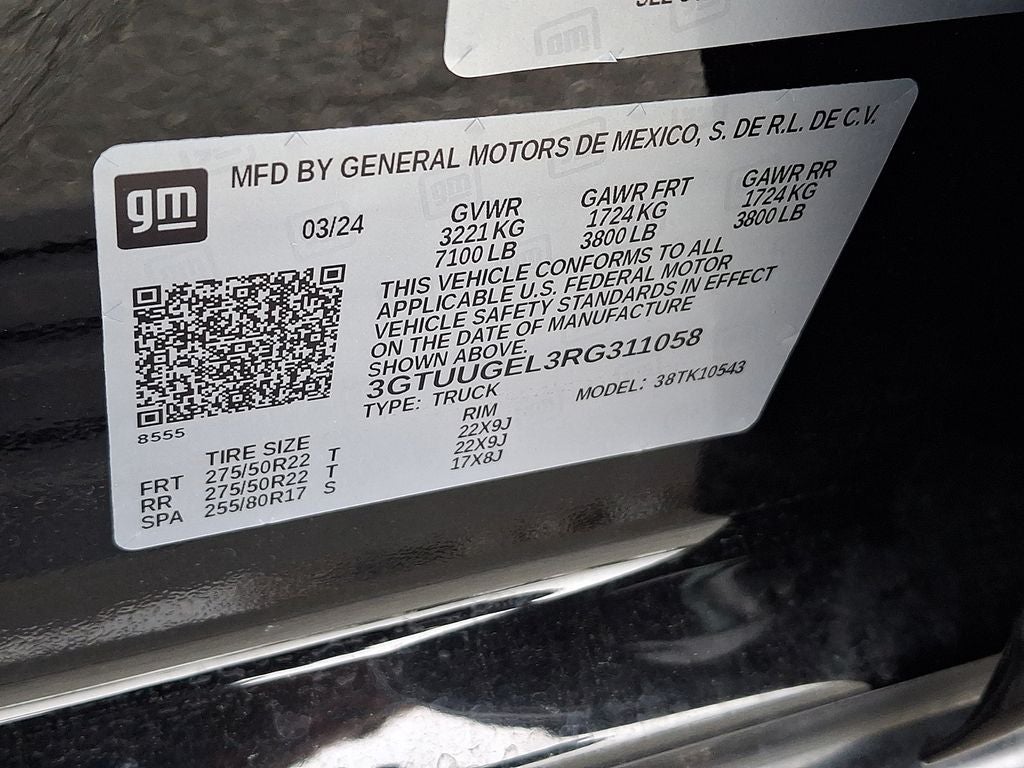 MFD BY GENERAL MOTORS DE MEXICO, S. DE R.L. DE C.V.
gm
03/24
GVWR
3221 KG
7100 LB
GAWR FRT
1724 KG
3800 LB
GAWR RR
1724 KG
3800 LB
THIS VEHICLE CONFORMS TO ALL
APPLICABLE U.S. FEDERAL MOTOR
VEHICLE SAFETY STANDARDS IN EFFECT
ON THE DATE OF MANUFACTURE
SHOWN ABOVE.
3GTUUGEL3RG311058
TYPE: TRUCK MODEL: 38TK10543
8555
TIRE SIZE RIM
FRT 275/50R22 T 22X9J
RR 275/50R22 T 22X9J
SPA 255/80R17 S 17X8J